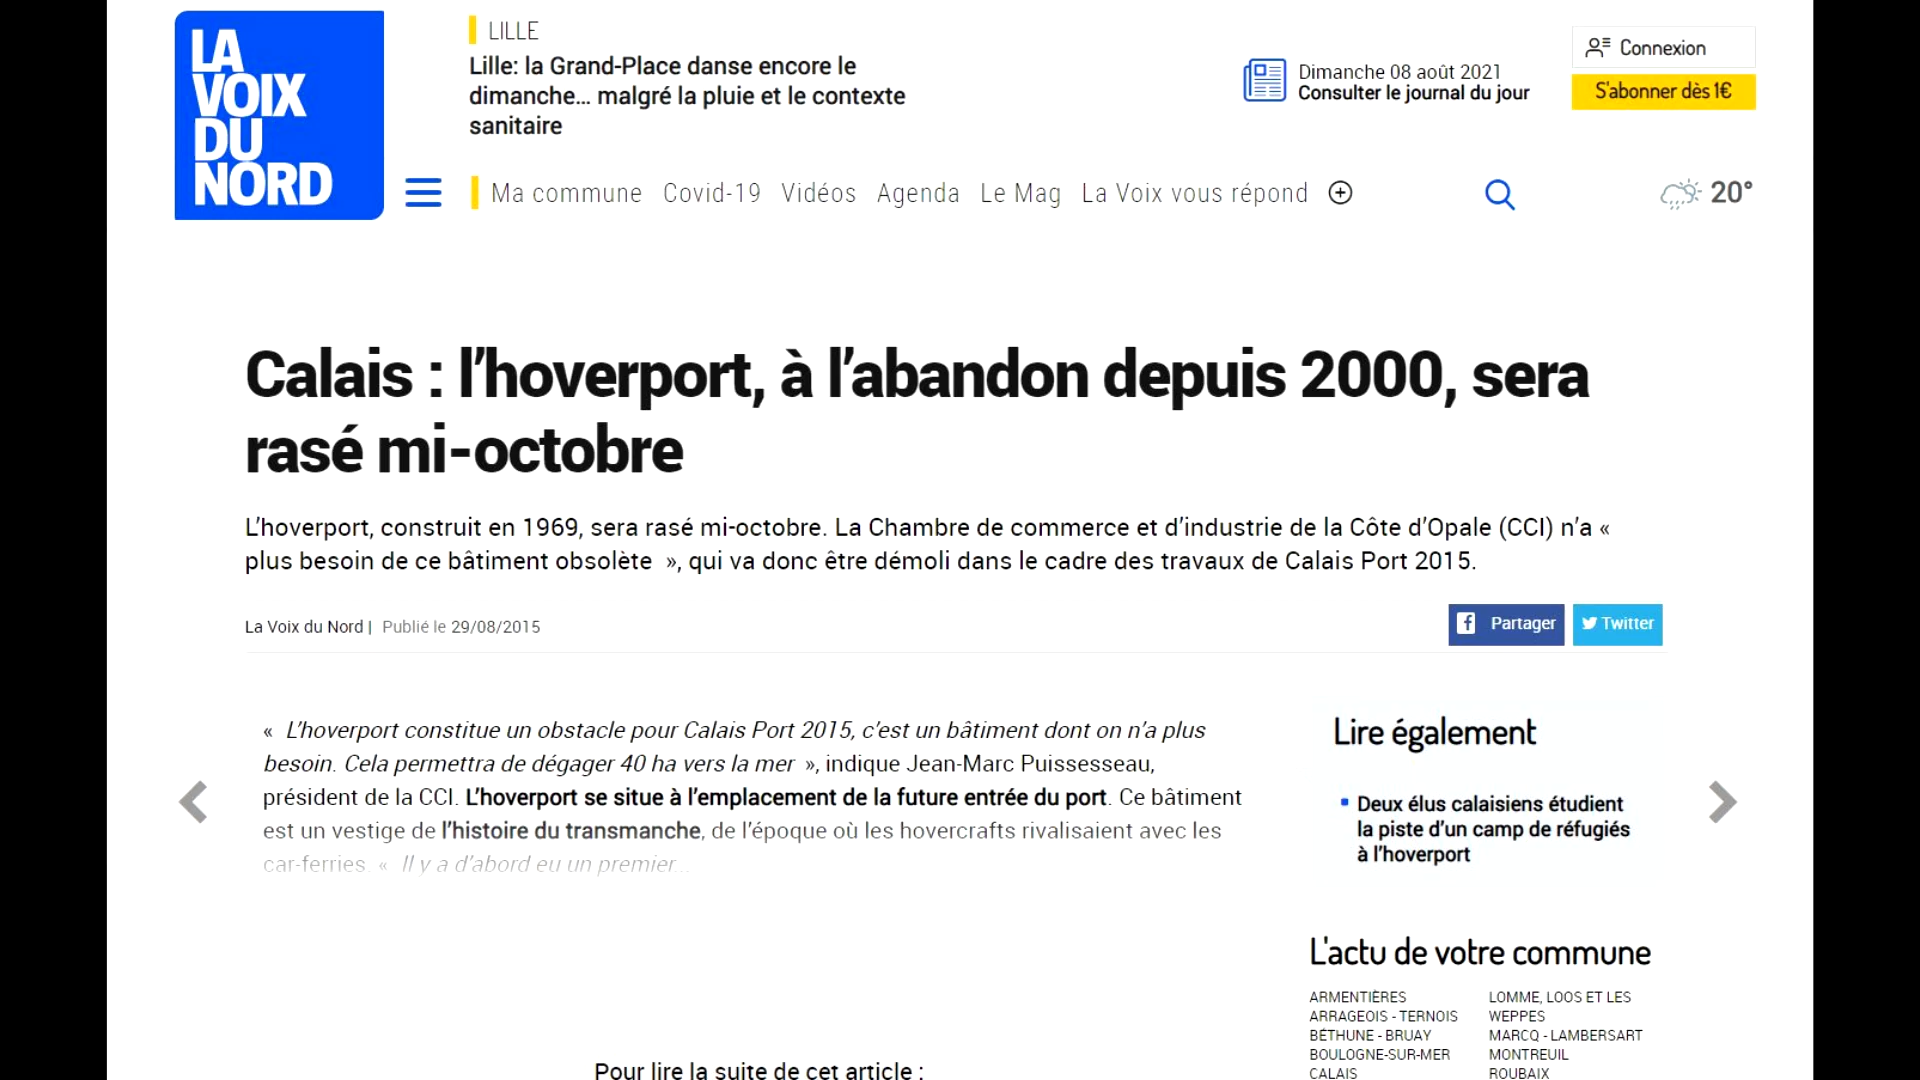 LA
VOIX
DU
NORD
LILLE
Lille: la Grand-Place danse encore le
dimanche... malgré la pluie et le contexte
sanitaire
Dimanche 08 août 2021
Consulter le journal du jour
Connexion
S'abonner dès 1€
Ma commune Covid-19 Vidéos Agenda Le Mag La Voix vous répond
20°
Calais : l’hoverport, à l’abandon depuis 2000, sera
rasé mi-octobre
L’hoverport, construit en 1969, sera rasé mi-octobre. La Chambre de commerce et d’industrie de la Côte d’Opale (CCI) n’a «
plus besoin de ce bâtiment obsolète », qui va donc être démoli dans le cadre des travaux de Calais Port 2015.
La Voix du Nord | Publié le 29/08/2015
Partager
Twitter
« L’hoverport constitue un obstacle pour Calais Port 2015, c’est un bâtiment dont on n’a plus
besoin. Cela permettra de dégager 40 ha vers la mer », indique Jean-Marc Puissesseau,
président de la CCI. L’hoverport se situe à l’emplacement de la future entrée du port. Ce bâtiment
est un vestige de l’histoire du transmanche, de l’époque où les hovercrafts rivalisaient avec les
car-ferries. « Il y a d’abord eu un premier...
Pour lire la suite de cet article :
Lire également
Deux élus calaisiens étudient
la piste d’un camp de réfugiés
à l’hoverport
L'actu de votre commune
ARMENTIÈRES
ARRAGEOIS - TERNOIS
BÉTHUNE - BRUAY
BOULOGNE-SUR-MER
CALAIS
LOMME, LOOS ET LES
WEPPES
MARCQ - LAMBERSART
MONTREUIL
ROUBAIX